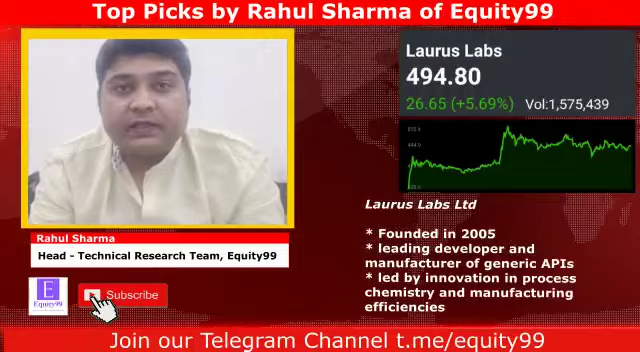 Top Picks by Rahul Sharma of Equity99
Laurus Labs
494.80
26.65 (+5.69%) Vol:1,575,439
Laurus Labs Ltd
* Founded in 2005
* leading developer and
manufacturer of generic APIs
* led by innovation in process
chemistry and manufacturing
efficiencies
Rahul Sharma
Head - Technical Research Team, Equity99
E
Equity99
Subscribe
Join our Telegram Channel t.me/equity99